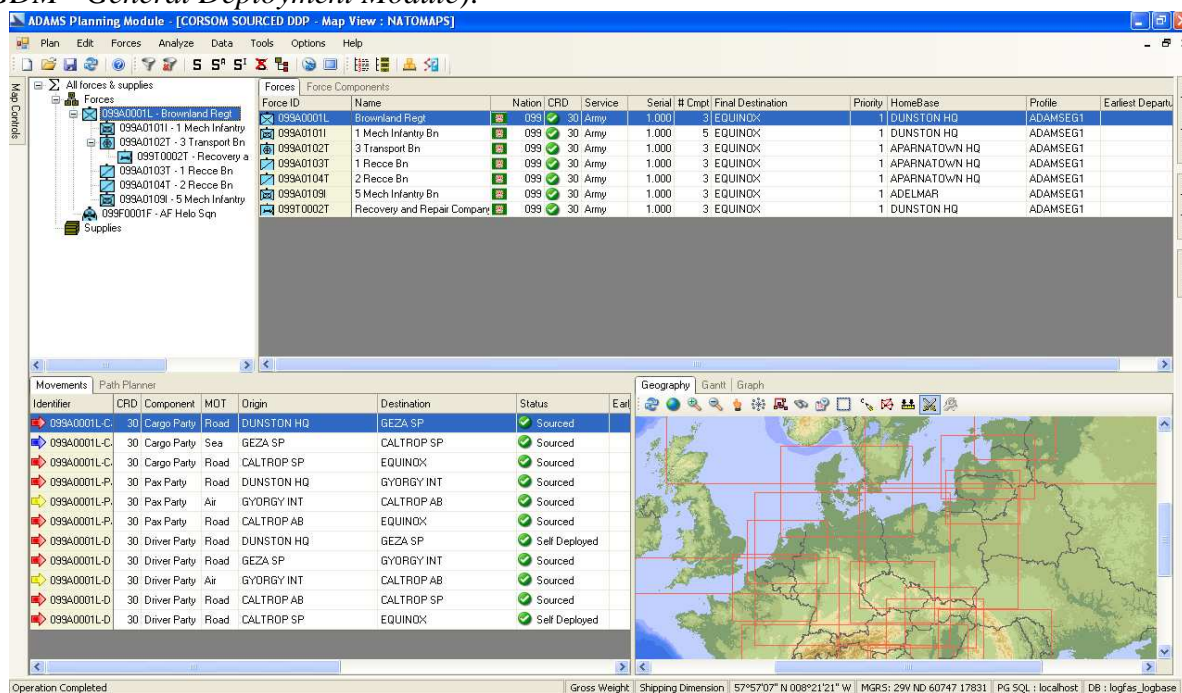 GDM - General Deployment Module).
ADAMS Planning Module - [CORSOM SOURCED DDP - Map View : NATOMAPS]
Plan Edit Forces Analyze Data Tools Options Help
Map Controls
All forces & supplies
Forces
099A0001L - Brownland Regt
099A0101I - 1 Mech Infantry
099A0102T - 3 Transport Bn
099T0002T - Recovery a
099A0103T - 1 Recce Bn
099A0104T - 2 Recce Bn
099A0109I - 5 Mech Infantry
099F0001F - AF Helo Sqn
Supplies
Forces Force Components
Force ID Name Nation CRD Service Serial # Cmpt Final Destination Priority HomeBase Profile Earliest Departu
099A0001L Brownland Regt 099 30 Army 1.000 3 EQUINOX 1 DUNSTON HQ ADAMSEG1
099A0101I 1 Mech Infantry Bn 099 30 Army 1.000 5 EQUINOX 1 DUNSTON HQ ADAMSEG1
099A0102T 3 Transport Bn 099 30 Army 1.000 3 EQUINOX 1 APARNATOWN HQ ADAMSEG1
099A0103T 1 Recce Bn 099 30 Army 1.000 3 EQUINOX 1 APARNATOWN HQ ADAMSEG1
099A0104T 2 Recce Bn 099 30 Army 1.000 3 EQUINOX 1 APARNATOWN HQ ADAMSEG1
099A0109I 5 Mech Infantry Bn 099 30 Army 1.000 3 EQUINOX 1 ADELMAR ADAMSEG1
099T0002T Recovery and Repair Company 099 30 Army 1.000 3 EQUINOX 1 DUNSTON HQ ADAMSEG1
Movements Path Planner
Identifier CRD Component MOT Origin Destination Status Earl
099A0001L-C 30 Cargo Party Road DUNSTON HQ GEZA SP Sourced
099A0001L-C 30 Cargo Party Sea GEZA SP CALTROP SP Sourced
099A0001L-C 30 Cargo Party Road CALTROP SP EQUINOX Sourced
099A0001L-P 30 Pax Party Road DUNSTON HQ GYORGY INT Sourced
099A0001L-P 30 Pax Party Air GYORGY INT CALTROP AB Sourced
099A0001L-P 30 Pax Party Road CALTROP AB EQUINOX Sourced
099A0001L-D 30 Driver Party Road DUNSTON HQ GEZA SP Self Deployed
099A0001L-D 30 Driver Party Road GEZA SP GYORGY INT Sourced
099A0001L-D 30 Driver Party Air GYORGY INT CALTROP AB Sourced
099A0001L-D 30 Driver Party Road CALTROP AB CALTROP SP Sourced
099A0001L-D 30 Driver Party Road CALTROP SP EQUINOX Self Deployed
Geography Gantt Graph
Operation Completed Gross Weight Shipping Dimension 57°57'07" N 008°21'21" W MGRS: 29V ND 60747 17831 PG SQL : localhost DB : logfas_logbase